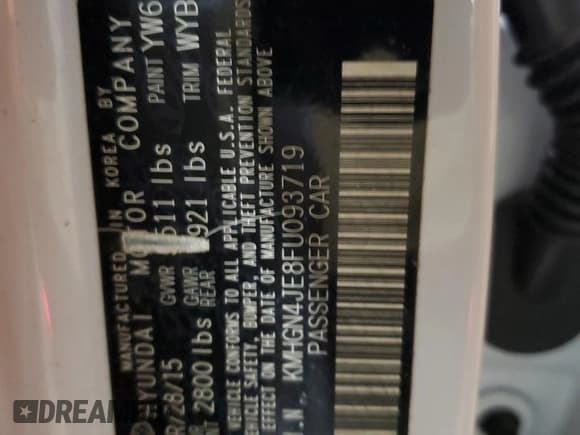 MANUFACTURED IN KOREA BY
HYUNDAI MOTOR COMPANY
/28/15 GVWR 511 lbs PAINT YW6
2800 lbs GAWR REAR 921 lbs TRIM WYB
VEHICLE CONFORMS TO ALL APPLICABLE U.S.A. FEDERAL
VEHICLE SAFETY, BUMPER, AND THEFT PREVENTION STANDARDS
EFFECT ON THE DATE OF MANUFACTURE SHOWN ABOVE
I.N. KMHGN4JE8FU093719
PASSENGER CAR